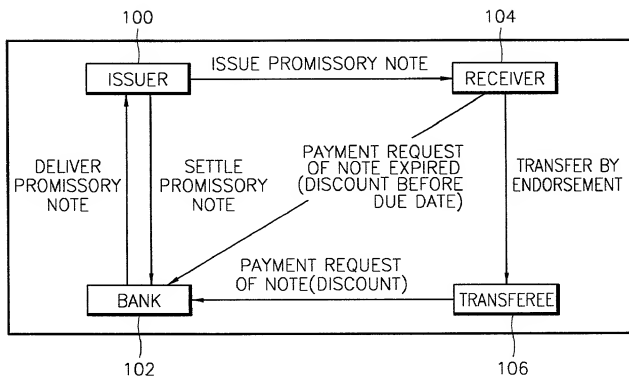 100
104
ISSUER
ISSUE PROMISSORY NOTE
RECEIVER
DELIVER
PROMISSORY
NOTE
SETTLE
PROMISSORY
NOTE
PAYMENT REQUEST
OF NOTE EXPIRED
(DISCOUNT BEFORE
DUE DATE)
TRANSFER BY
ENDORSEMENT
PAYMENT REQUEST
OF NOTE(DISCOUNT)
BANK
TRANSFEREE
102
106